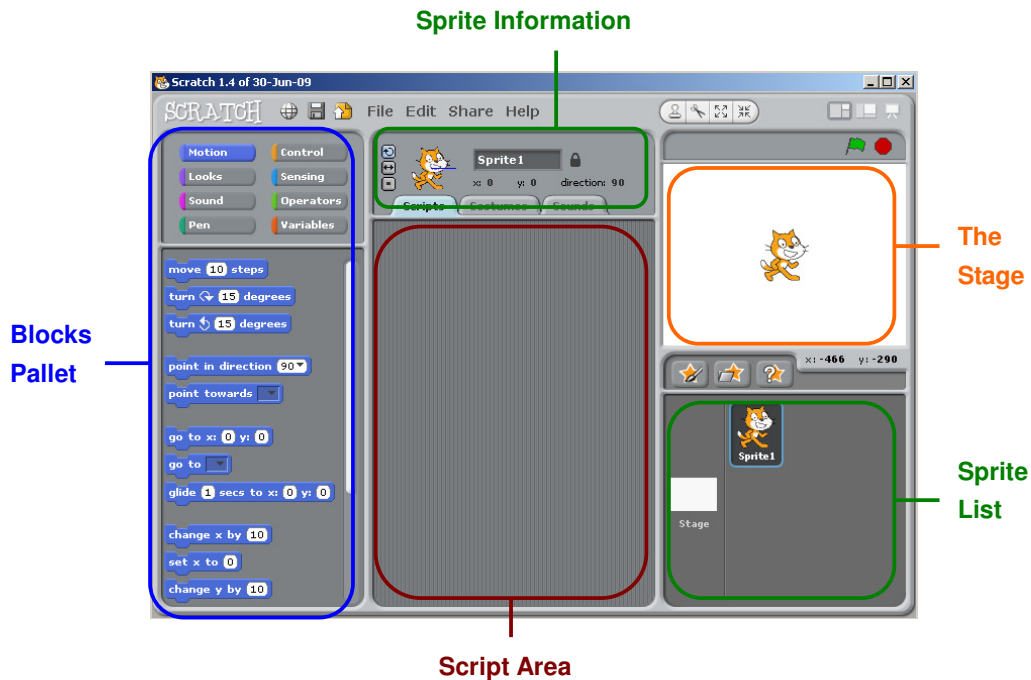 Sprite Information
Scratch 1.4 of 30-Jun-09
SCRATCH File Edit Share Help
Motion Control
Looks Sensing
Sound Operators
Pen Variables
Sprite1
x: 0 y: 0 direction: 90
Scripts Costumes Sounds
move 10 steps
turn 15 degrees
turn 15 degrees
point in direction 90
point towards
go to x: 0 y: 0
go to
glide 1 secs to x: 0 y: 0
change x by 10
set x to 0
change y by 10
Blocks
Pallet
The
Stage
x: -466 y: -290
Sprite1
Stage
Sprite
List
Script Area